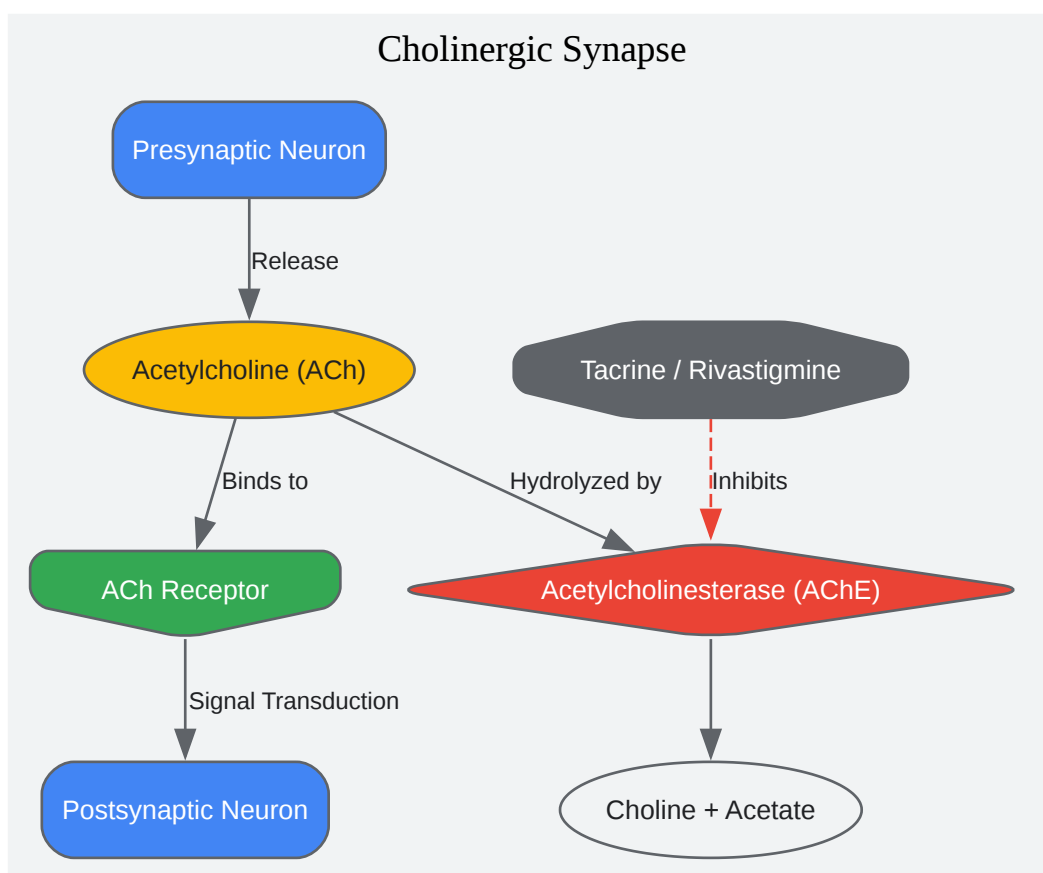 Cholinergic Synapse
Presynaptic Neuron
Release
Acetylcholine (ACh)
Tacrine / Rivastigmine
Binds to
Hydrolyzed by
Inhibits
ACh Receptor
Acetylcholinesterase (AChE)
Signal Transduction
Postsynaptic Neuron
Choline + Acetate